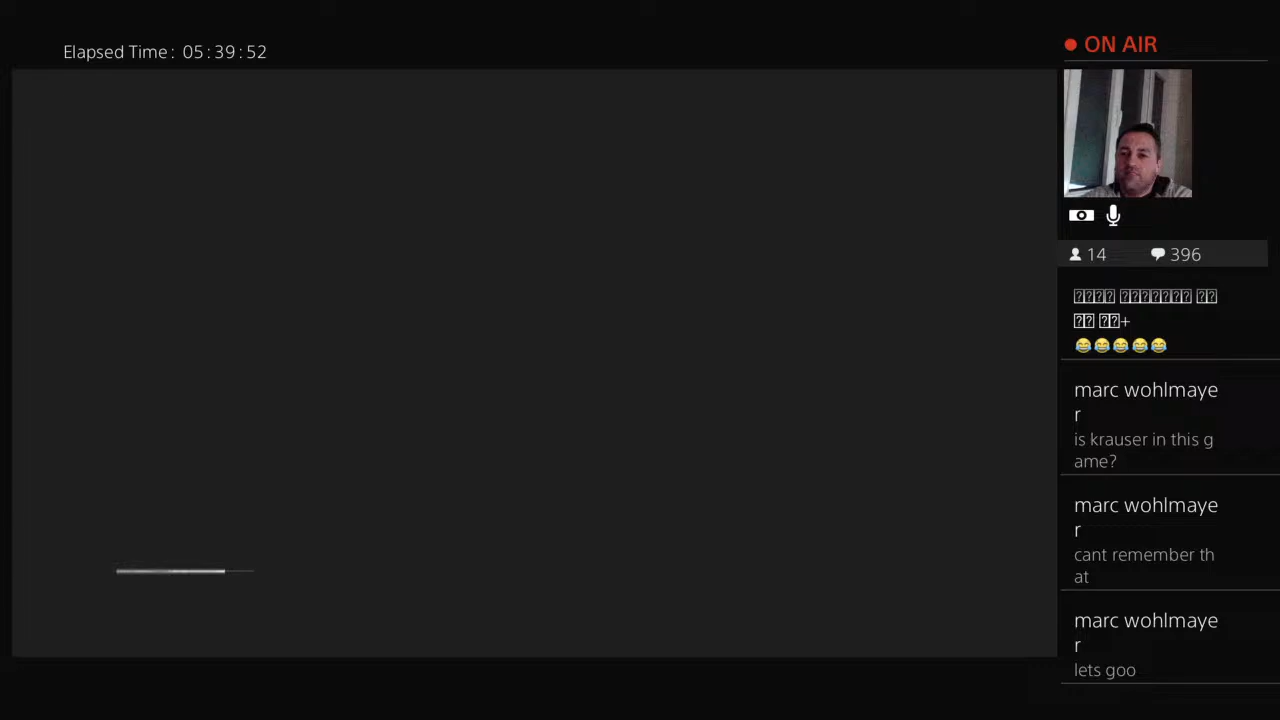 Elapsed Time: 05:39:52
ON AIR
14 396
+
😂😂😂😂😂
marc wohlmaye
r
is krauser in this g
ame?
marc wohlmaye
r
cant remember th
at
marc wohlmaye
r
lets goo